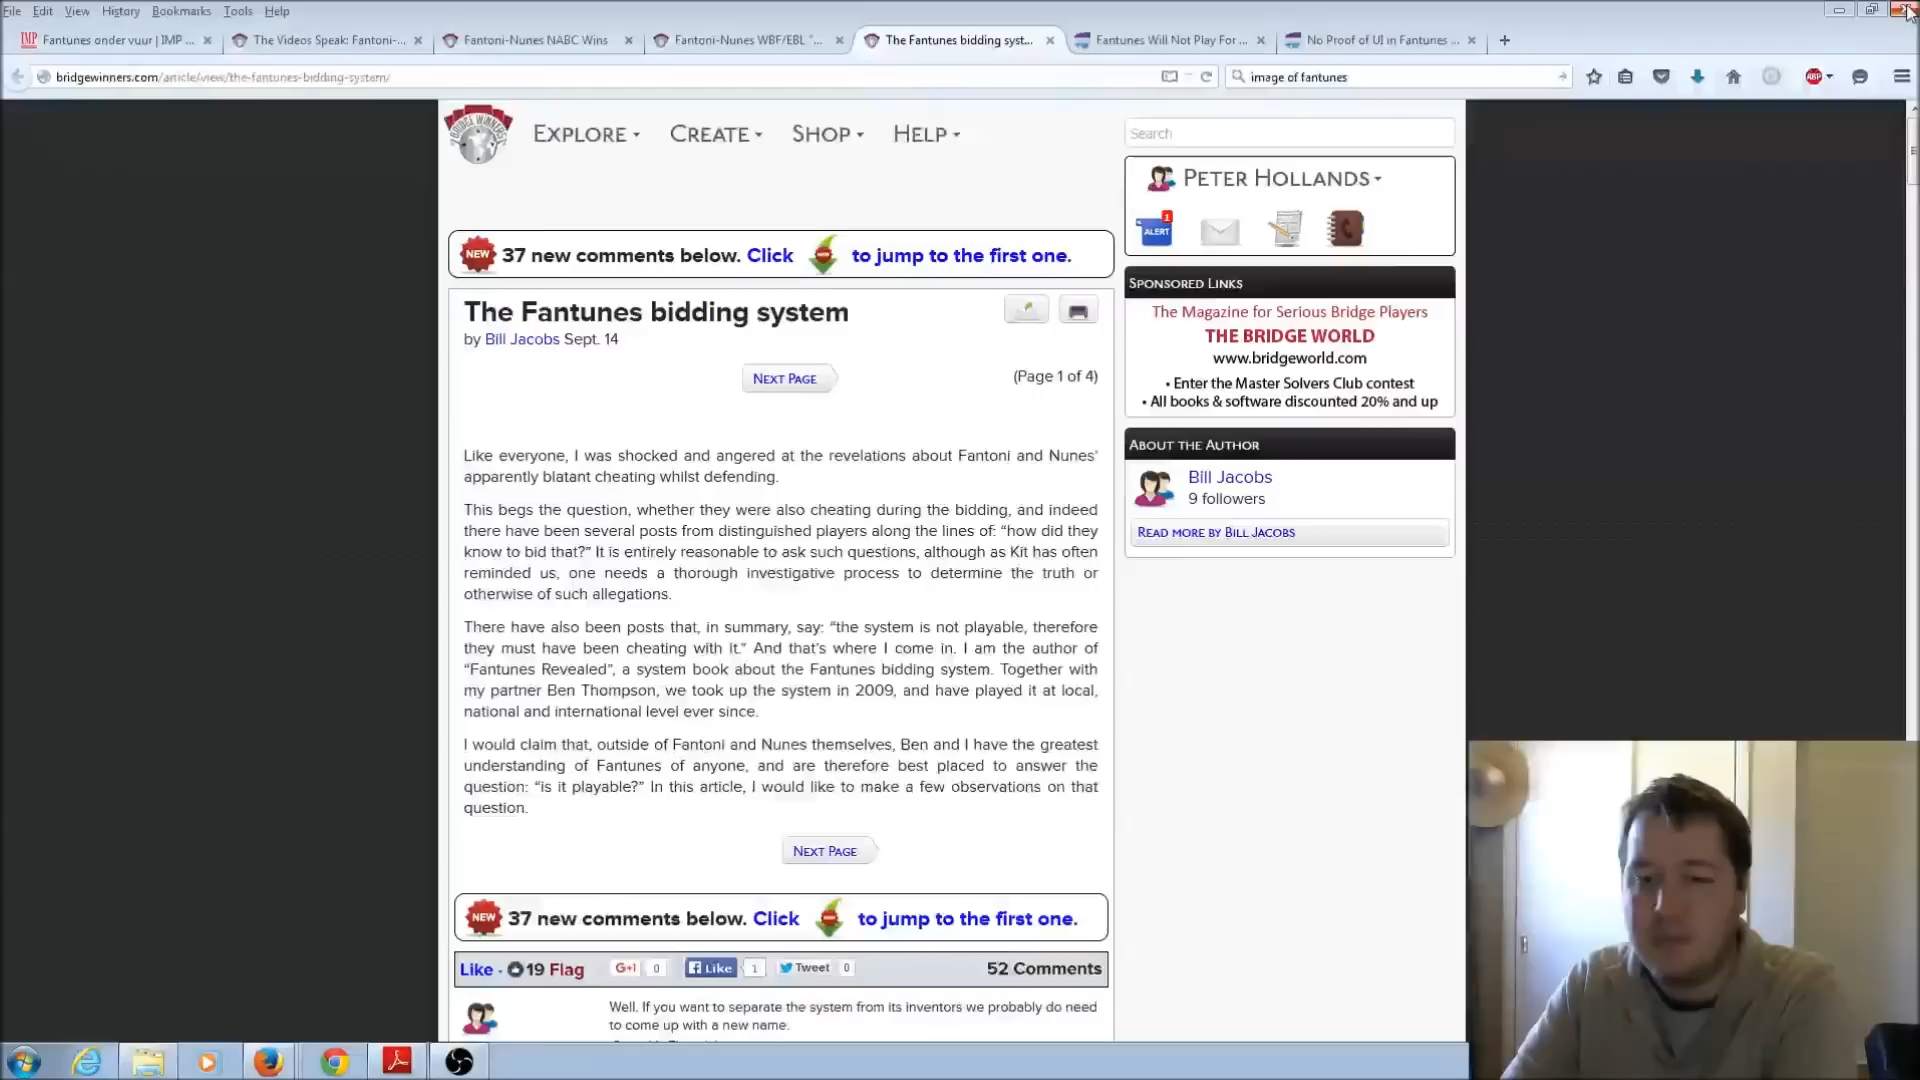 File Edit View History Bookmarks Tools Help
IMP Fantunes onder vuur | IMP ... The Videos Speak: Fantoni-... Fantoni-Nunes NABC Wins Fantoni-Nunes WBF/EBL "... The Fantunes bidding syst... Fantunes Will Not Play For ... No Proof of UI in Fantunes ...
bridgewinners.com/article/view/the-fantunes-bidding-system/ image of fantunes ABP
BRIDGE WINNERS EXPLORE CREATE SHOP HELP
Search
PETER HOLLANDS
ALERT 1
NEW 37 new comments below. Click to jump to the first one.
The Fantunes bidding system
by Bill Jacobs Sept. 14
NEXT PAGE (Page 1 of 4)
Like everyone, I was shocked and angered at the revelations about Fantoni and Nunes'
apparently blatant cheating whilst defending.
This begs the question, whether they were also cheating during the bidding, and indeed
there have been several posts from distinguished players along the lines of: “how did they
know to bid that?” It is entirely reasonable to ask such questions, although as Kit has often
reminded us, one needs a thorough investigative process to determine the truth or
otherwise of such allegations.
There have also been posts that, in summary, say: “the system is not playable, therefore
they must have been cheating with it.” And that’s where I come in. I am the author of
“Fantunes Revealed”, a system book about the Fantunes bidding system. Together with
my partner Ben Thompson, we took up the system in 2009, and have played it at local,
national and international level ever since.
I would claim that, outside of Fantoni and Nunes themselves, Ben and I have the greatest
understanding of Fantunes of anyone, and are therefore best placed to answer the
question: “is it playable?” In this article, I would like to make a few observations on that
question.
NEXT PAGE
NEW 37 new comments below. Click to jump to the first one.
Like · 19 Flag G+1 0 Like 1 Tweet 0 52 Comments
Well. If you want to separate the system from its inventors we probably do need
to come up with a new name.
SPONSORED LINKS
The Magazine for Serious Bridge Players
THE BRIDGE WORLD
www.bridgeworld.com
• Enter the Master Solvers Club contest
• All books & software discounted 20% and up
ABOUT THE AUTHOR
Bill Jacobs
9 followers
READ MORE BY BILL JACOBS